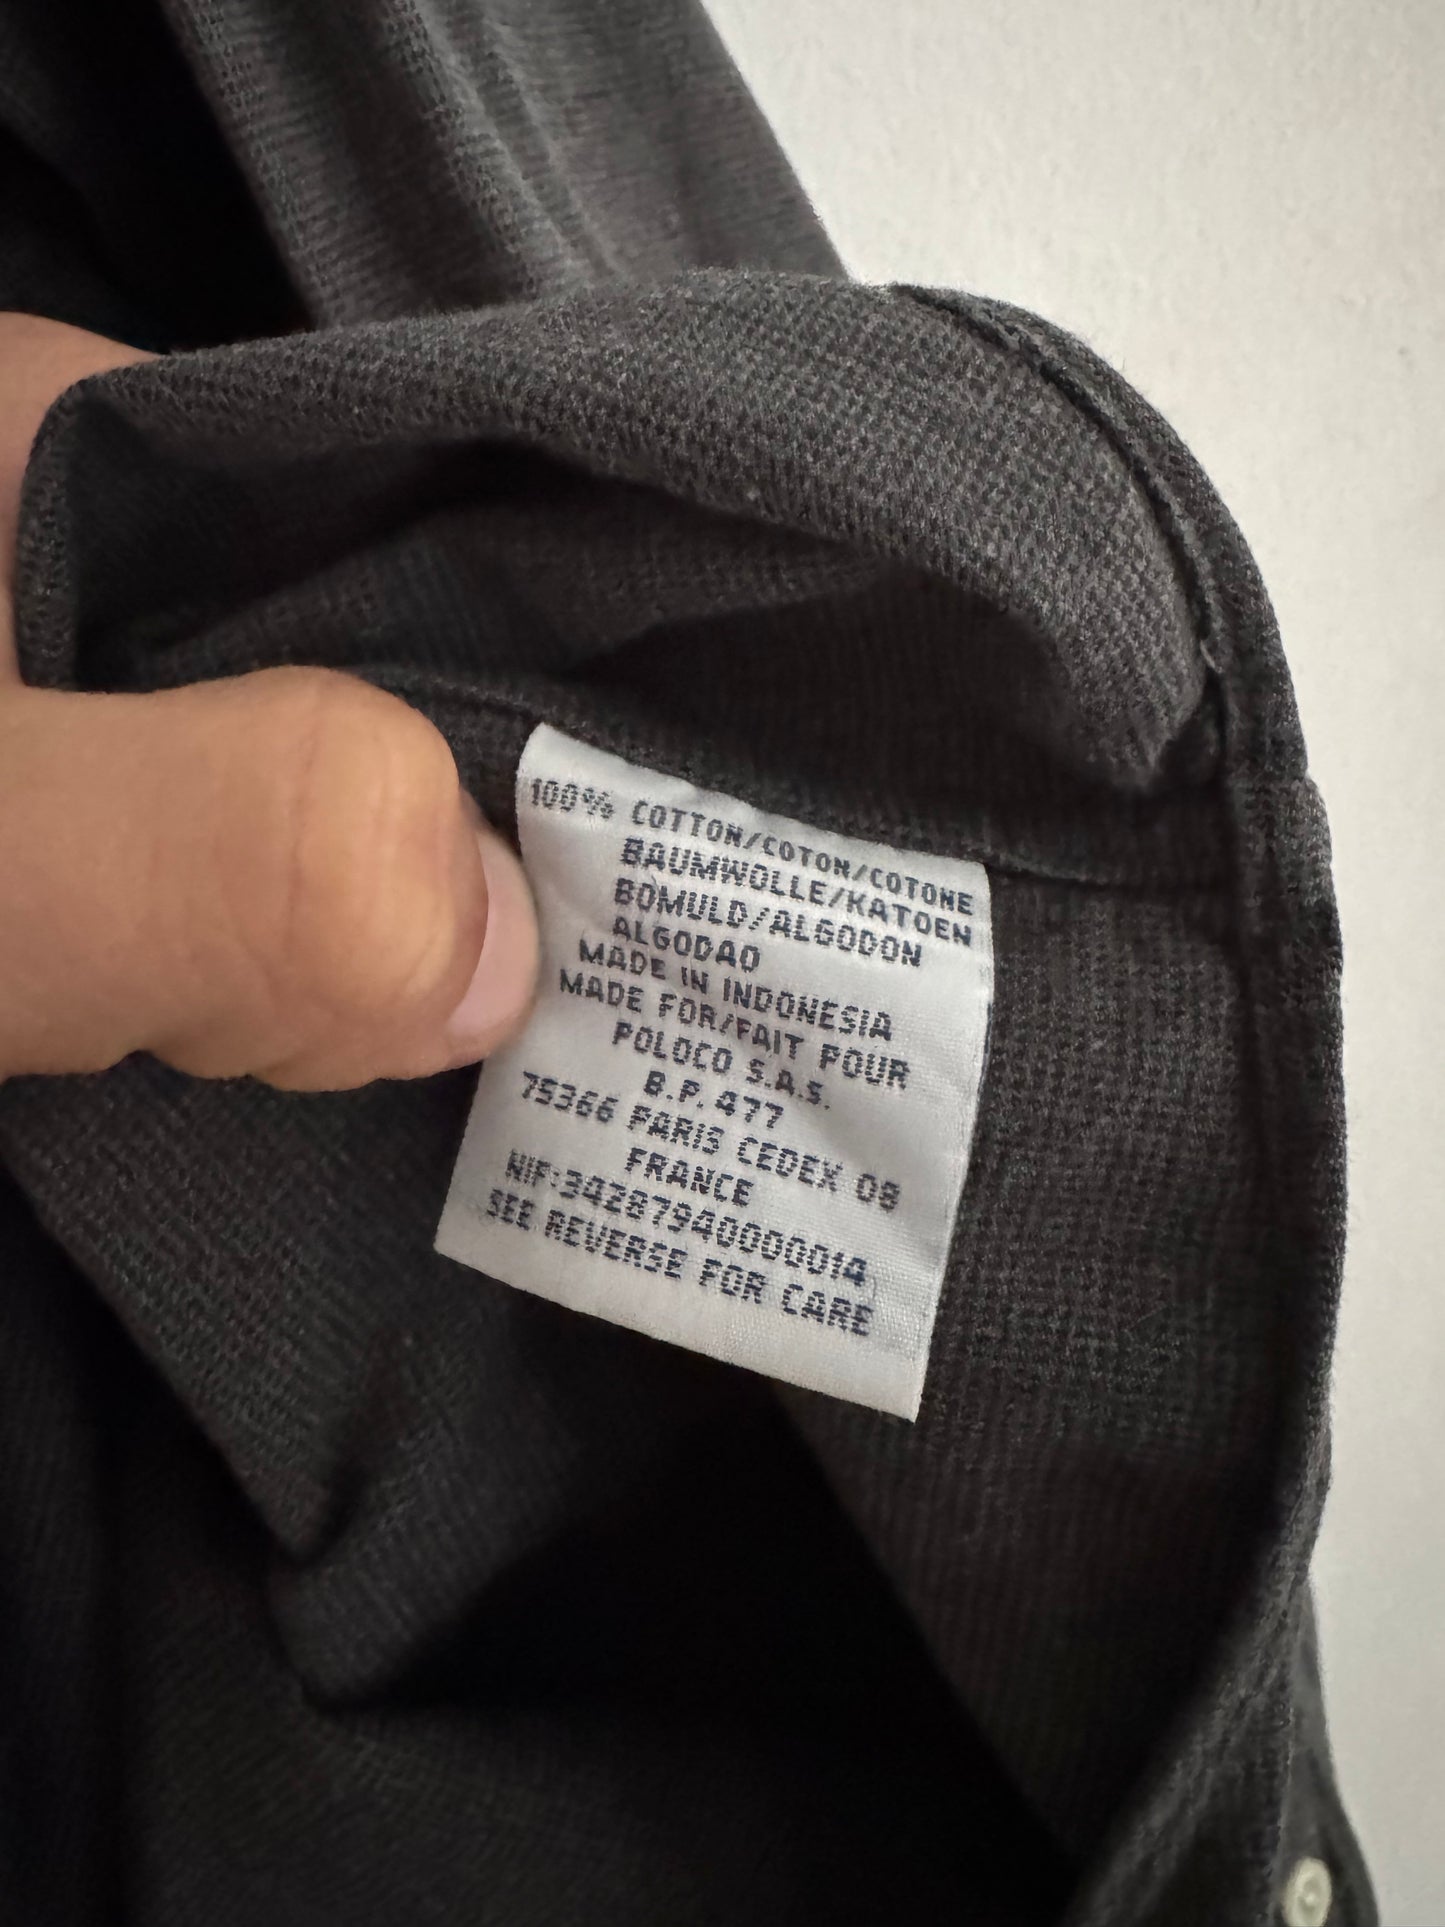 100% COTTON/COTON/COTONE
BAUMWOLLE/KATOEN
BOMULD/ALGODON
ALGODAO
MADE IN INDONESIA
MADE FOR/FAIT POUR
POLOCO S.A.S.
B.P. 477
75366 PARIS CEDEX 08
FRANCE
NIF:34287940000014
SEE REVERSE FOR CARE